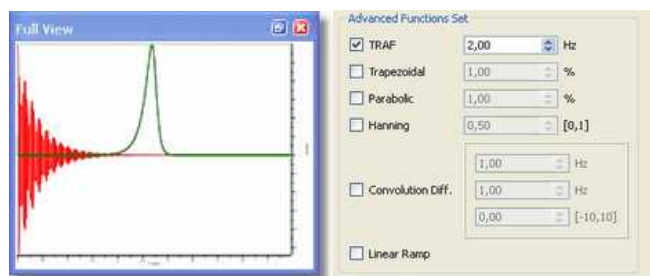 Full View
Advanced Functions Set
TRAF 2,00 Hz
Trapezoidal 1,00 %
Parabolic 1,00 %
Hanning 0,50 [0,1]
1,00 Hz
Convolution Diff. 1,00 Hz
0,00 [-10,10]
Linear Ramp